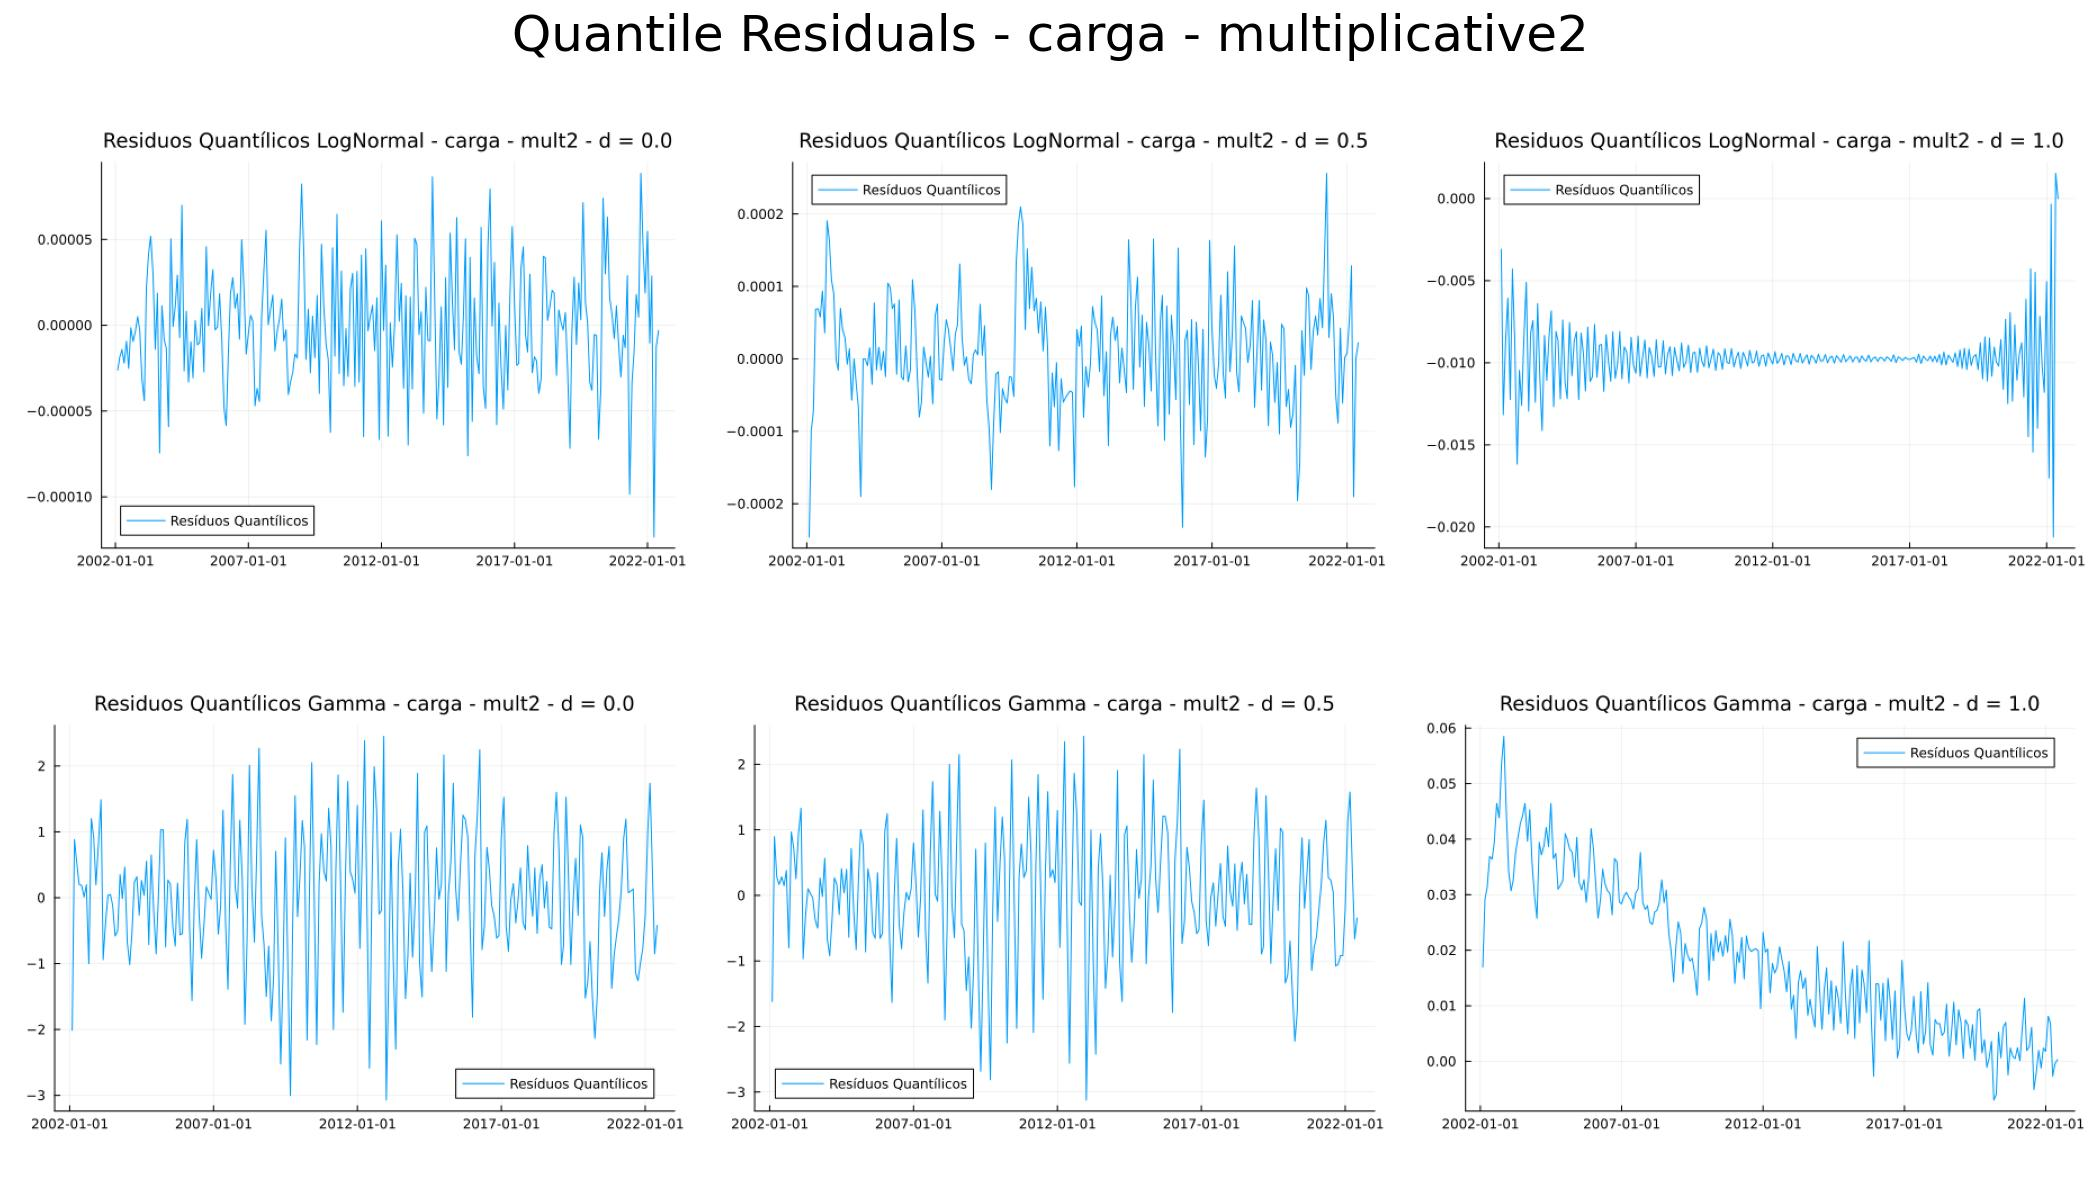 Quantile Residuals - carga - multiplicative2
Residuos Quantílicos LogNormal - carga - mult2 - d = 0.0
0.00005
0.00000
−0.00005
−0.00010
Resíduos Quantílicos
2002-01-01 2007-01-01 2012-01-01 2017-01-01 2022-01-01
Residuos Quantílicos LogNormal - carga - mult2 - d = 0.5
Resíduos Quantílicos
0.0002
0.0001
0.0000
−0.0001
−0.0002
2002-01-01 2007-01-01 2012-01-01 2017-01-01 2022-01-01
Residuos Quantílicos LogNormal - carga - mult2 - d = 1.0
Resíduos Quantílicos
0.000
−0.005
−0.010
−0.015
−0.020
2002-01-01 2007-01-01 2012-01-01 2017-01-01 2022-01-01
Residuos Quantílicos Gamma - carga - mult2 - d = 0.0
2
1
0
−1
−2
Resíduos Quantílicos
−3
2002-01-01 2007-01-01 2012-01-01 2017-01-01 2022-01-01
Residuos Quantílicos Gamma - carga - mult2 - d = 0.5
2
1
0
−1
−2
Resíduos Quantílicos
−3
2002-01-01 2007-01-01 2012-01-01 2017-01-01 2022-01-01
Residuos Quantílicos Gamma - carga - mult2 - d = 1.0
0.06
Resíduos Quantílicos
0.05
0.04
0.03
0.02
0.01
0.00
2002-01-01 2007-01-01 2012-01-01 2017-01-01 2022-01-01